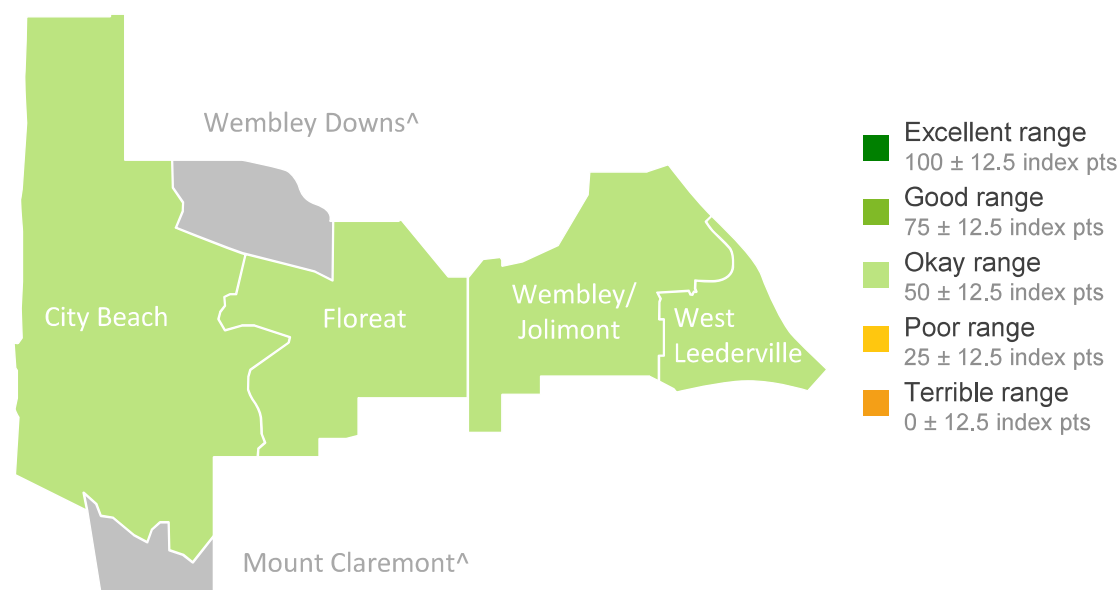 Wembley Downs^
City Beach
Floreat
Wembley/
Jolimont
West
Leederville
Mount Claremont^
Excellent range
100 ± 12.5 index pts
Good range
75 ± 12.5 index pts
Okay range
50 ± 12.5 index pts
Poor range
25 ± 12.5 index pts
Terrible range
0 ± 12.5 index pts